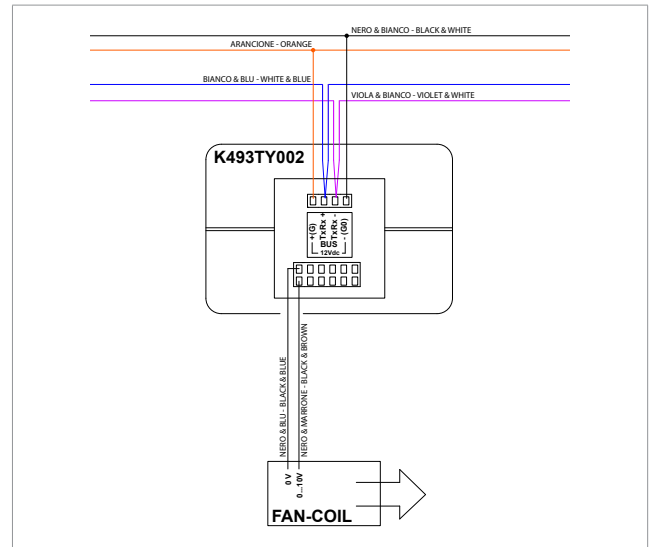 NERO & BIANCO - BLACK & WHITE
ARANCIONE - ORANGE
BIANCO & BLU - WHITE & BLUE
VIOLA & BIANCO - VIOLET & WHITE
K493TY002
+(G)
TxRx +
TxRx -
- (G0)
BUS
12Vdc
NERO & BLU - BLACK & BLUE
NERO & MARRONE - BLACK & BROWN
0 V
0...10V
FAN-COIL